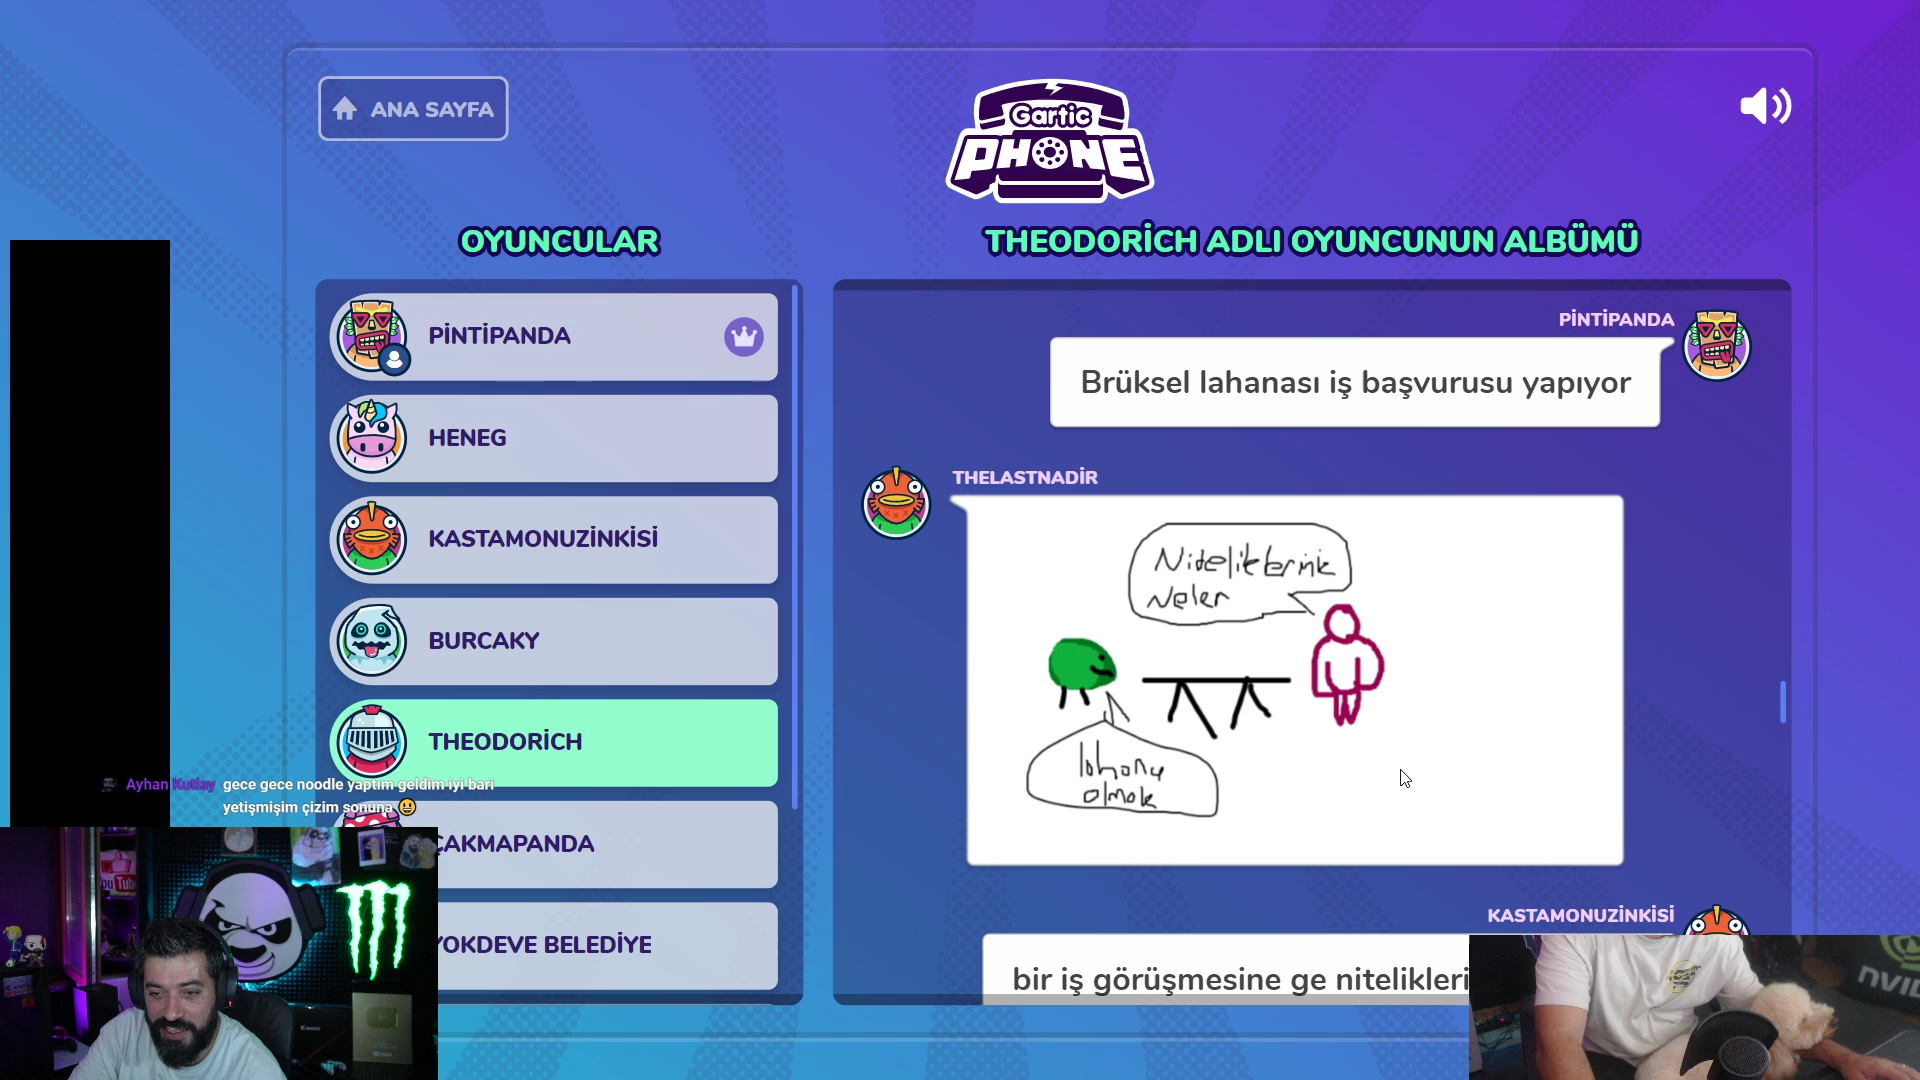 ANA SAYFA
Gartic
PHONE
OYUNCULAR
THEODORİCH ADLI OYUNCUNUN ALBÜMÜ
PİNTİPANDA
HENEG
KASTAMONUZİNKİSİ
BURCAKY
THEODORİCH
ÇAKMAPANDA
YOKDEVE BELEDİYE
PİNTİPANDA
Brüksel lahanası iş başvurusu yapıyor
THELASTNADİR
Niteliklerinik
Neler
lahana
olmak
KASTAMONUZİNKİSİ
bir iş görüşmesine ge nitelikleri
Ayhan Kutlay gece gece noodle yaptım geldim iyi bari
yetişmişim çizim sonuna
You Tub
NVID